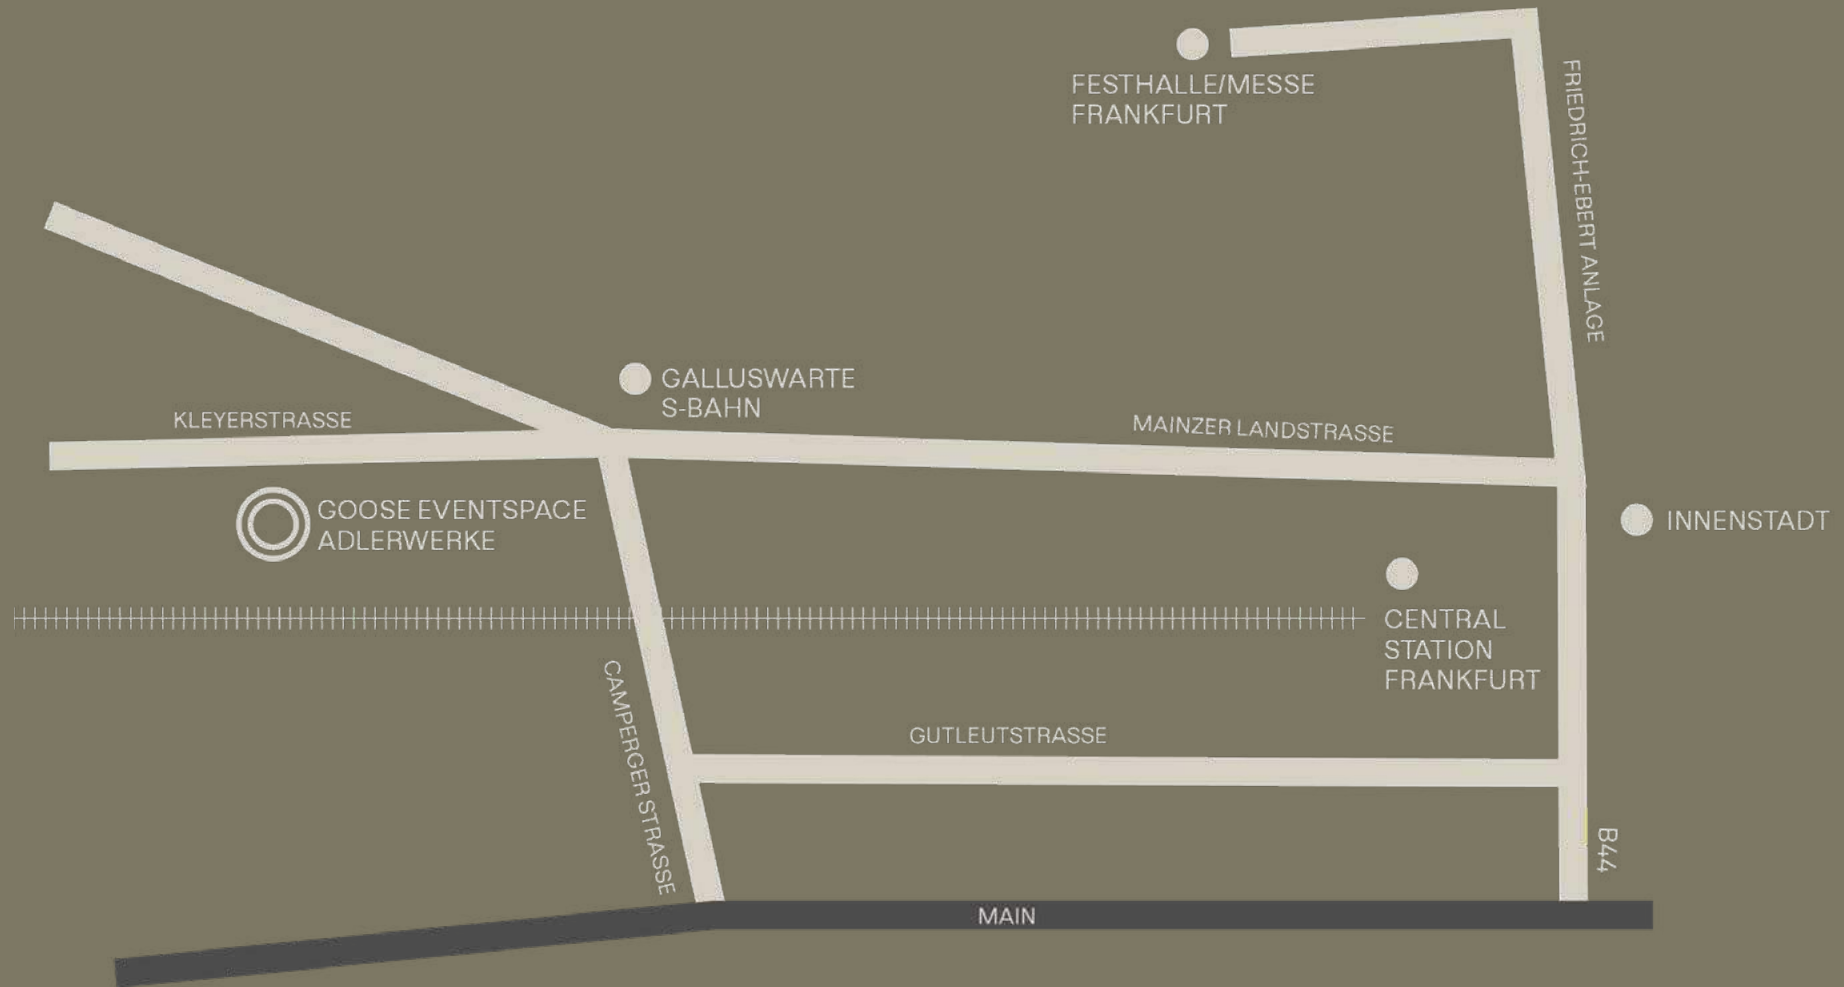 FESTHALLE/MESSE
FRANKFURT
FRIEDRICH-EBERT ANLAGE
GALLUSWARTE
S-BAHN
KLEYERSTRASSE
MAINZER LANDSTRASSE
GOOSE EVENTSPACE
ADLERWERKE
INNENSTADT
CENTRAL
STATION
FRANKFURT
CAMPERGER STRASSE
GUTLEUTSTRASSE
B44
MAIN